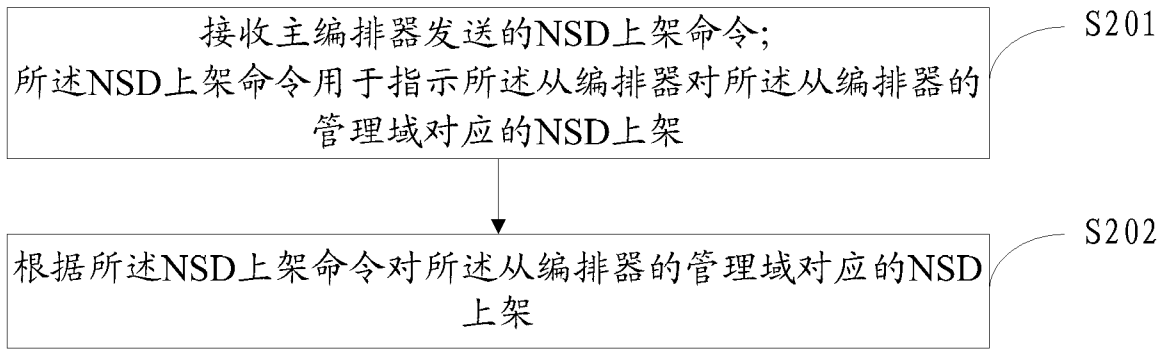 接收主编排器发送的NSD上架命令;
所述NSD上架命令用于指示所述从编排器对所述从编排器的
管理域对应的NSD上架
S201
根据所述NSD上架命令对所述从编排器的管理域对应的NSD
上架
S202